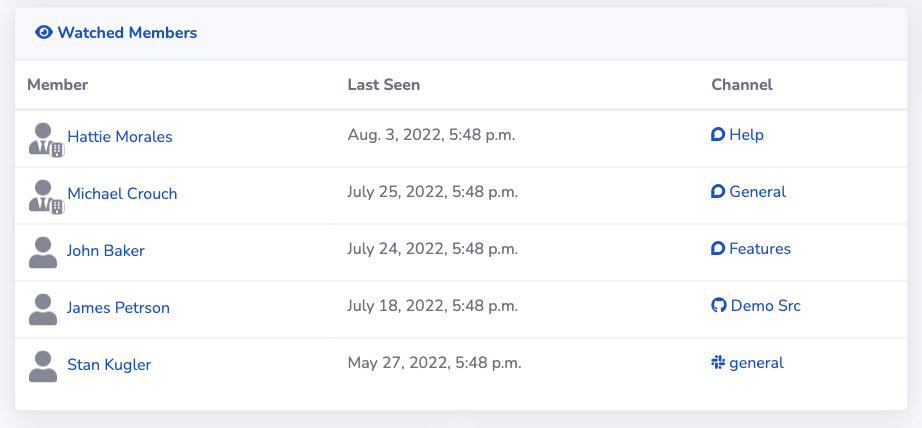 Watched Members
Member Last Seen Channel
Hattie Morales Aug. 3, 2022, 5:48 p.m. Help
Michael Crouch July 25, 2022, 5:48 p.m. General
John Baker July 24, 2022, 5:48 p.m. Features
James Petrson July 18, 2022, 5:48 p.m. Demo Src
Stan Kugler May 27, 2022, 5:48 p.m. general